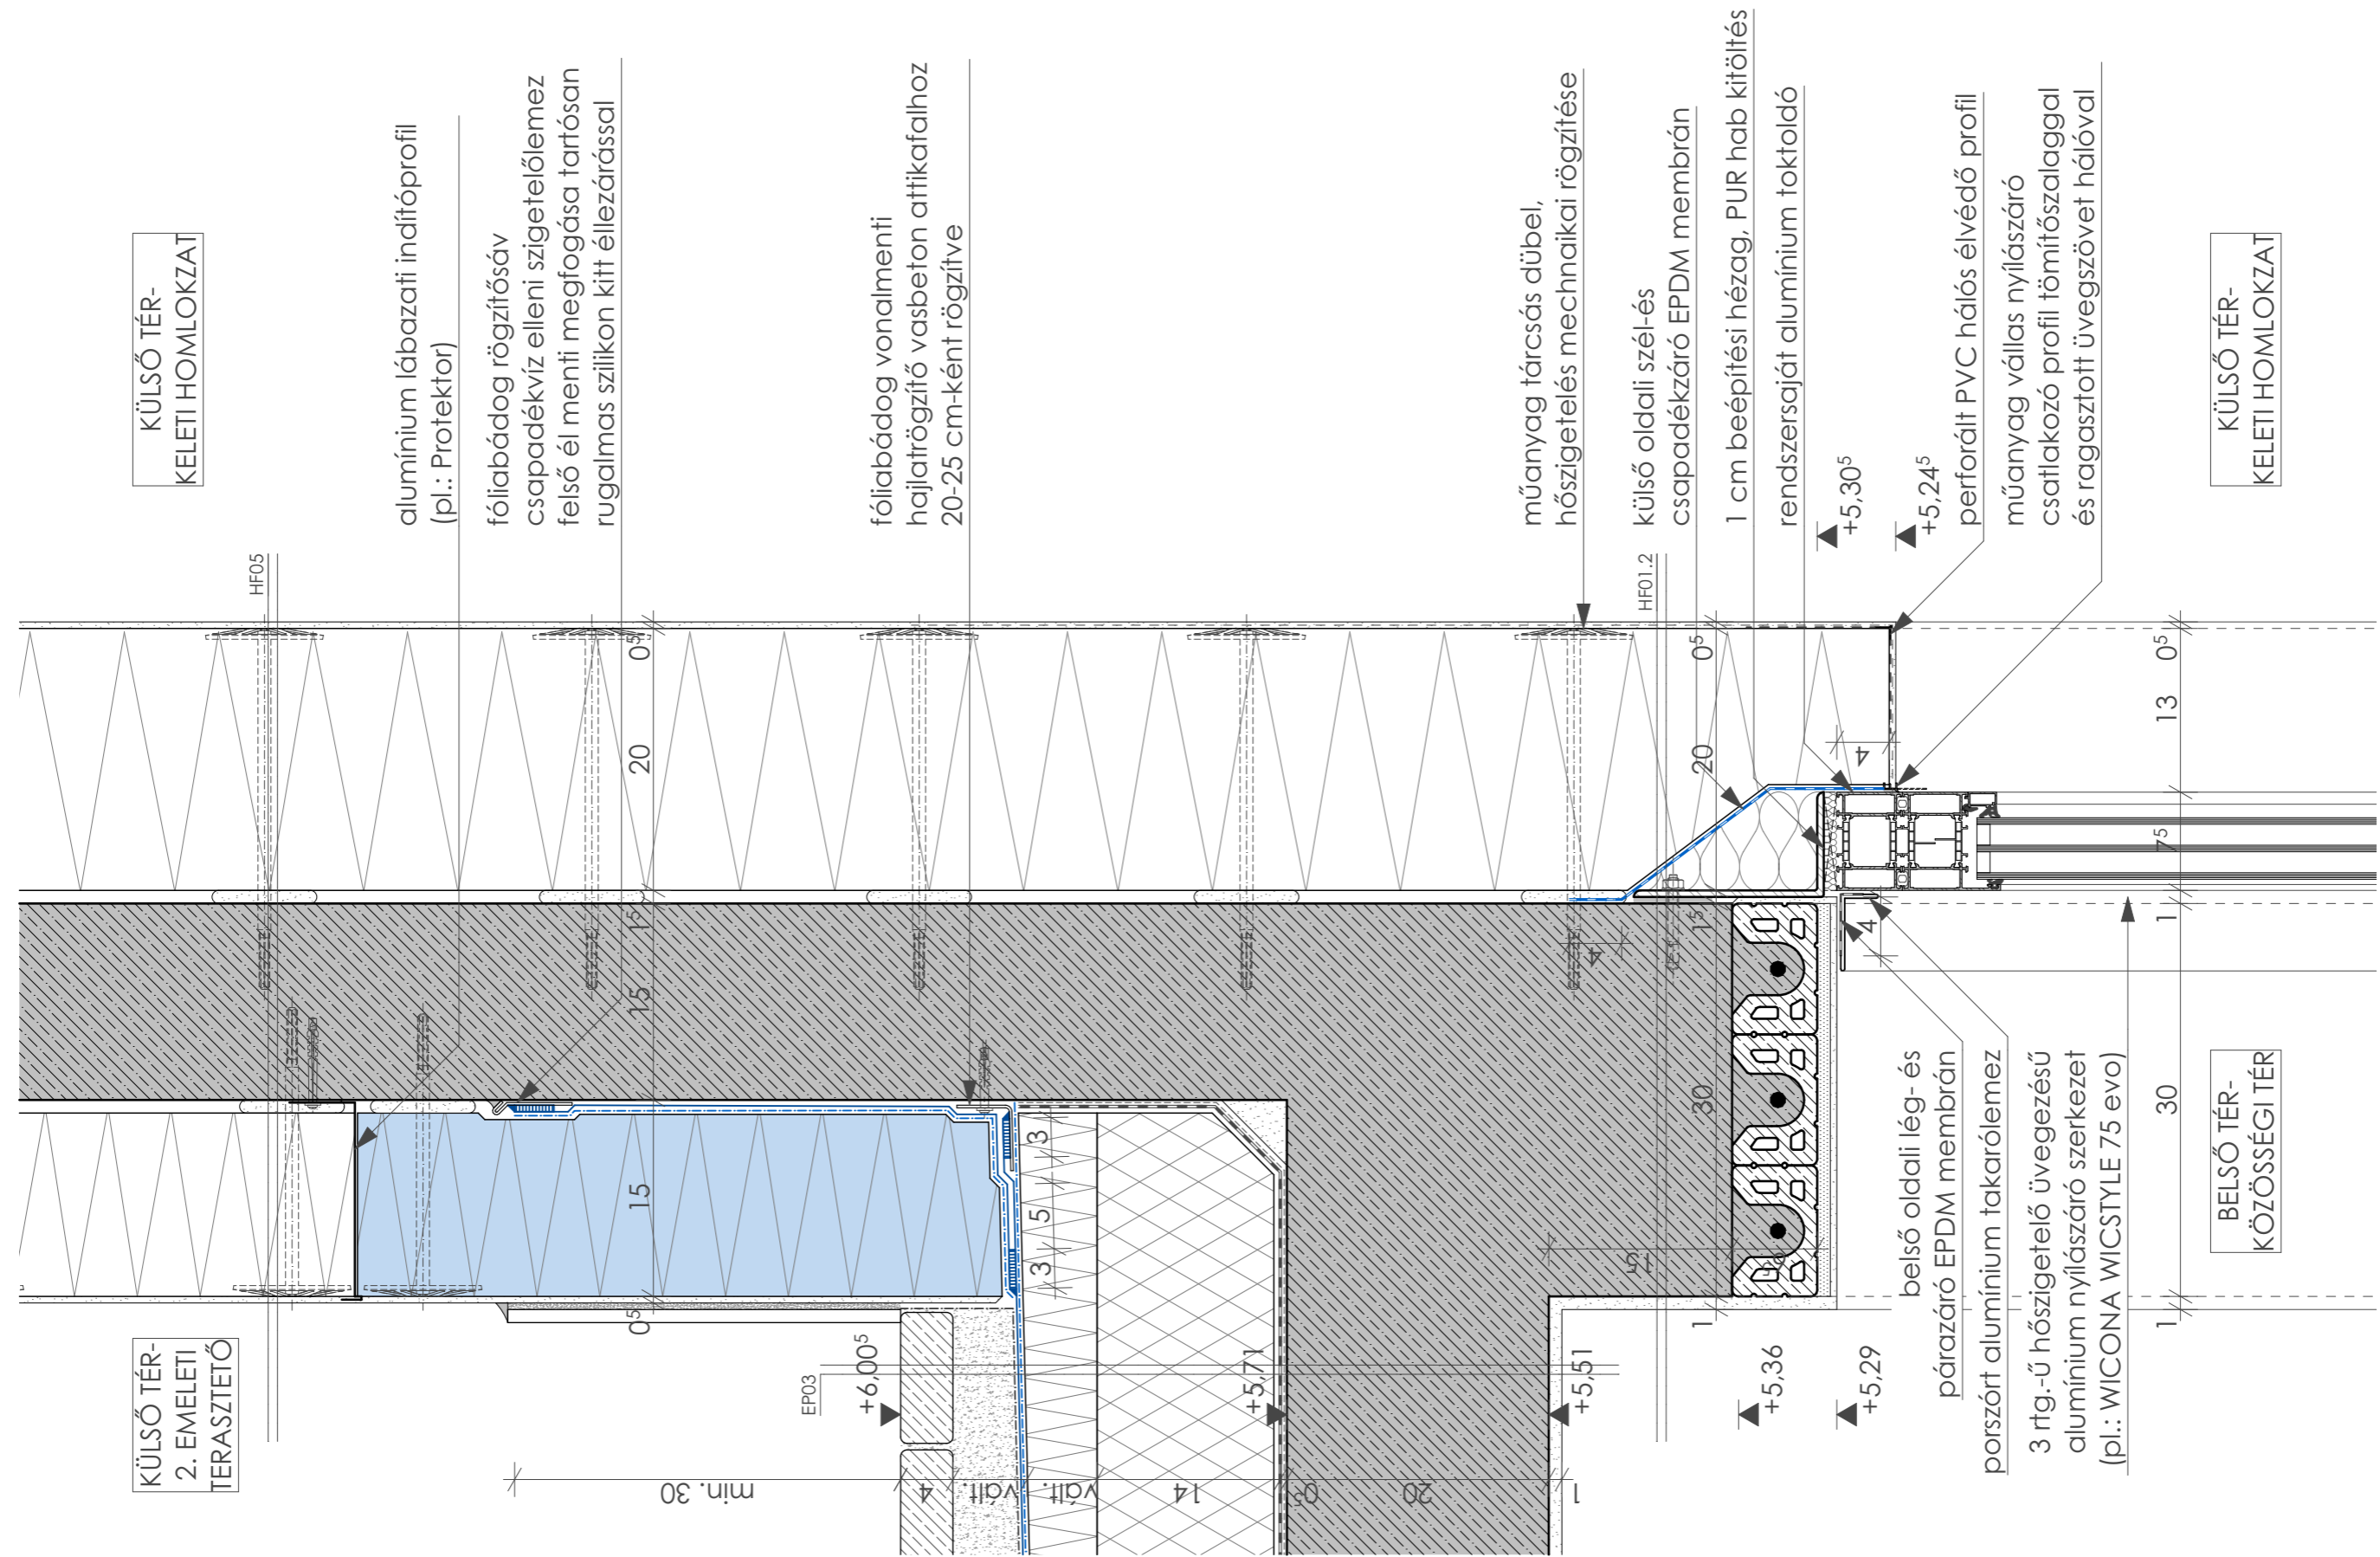 KÜLSŐ TÉR-
KELETI HOMLOKZAT
alumínium lábazati indítóprofil
(pl.: Protektor)
fóliabádog rögzítősáv
csapadékvíz elleni szigetelőlemez
felső él menti megfogása tartósan
rugalmas szilikon kitt éllezárással
fóliabádog vonalmenti
hajlatrögzítő vasbeton attikafalhoz
20-25 cm-ként rögzítve
műanyag tárcsás dübel,
hőszigetelés mechnaikai rögzítése
külső oldali szél-és
csapadékzáró EPDM membrán
1 cm beépítési hézag, PUR hab kitöltés
rendszersaját alumínium toktoldó
+5,30⁵
+5,24⁵
perforált PVC hálós élvédő profil
műanyag vállas nyílászáró
csatlakozó profil tömítőszalaggal
és ragasztott üvegszövet hálóval
KÜLSŐ TÉR-
KELETI HOMLOKZAT
HF05
HF01.2
0⁵
20
1⁵
15
15
0⁵
0⁵
20
1⁵
30
1
0⁵
13
7⁵
1
30
1
4
4
4
15
3
5
3
KÜLSŐ TÉR-
2. EMELETI
TERASZTETŐ
EP03
+6,00⁵
+5,71
+5,51
+5,36
+5,29
min. 30
4
vált.
vált.
14
0⁵
20
1
belső oldali lég- és
párazáró EPDM membrán
porszórt alumínium takarólemez
3 rtg.-ű hőszigetelő üvegezésű
alumínium nyílászáró szerkezet
(pl.: WICONA WICSTYLE 75 evo)
BELSŐ TÉR-
KÖZÖSSÉGI TÉR